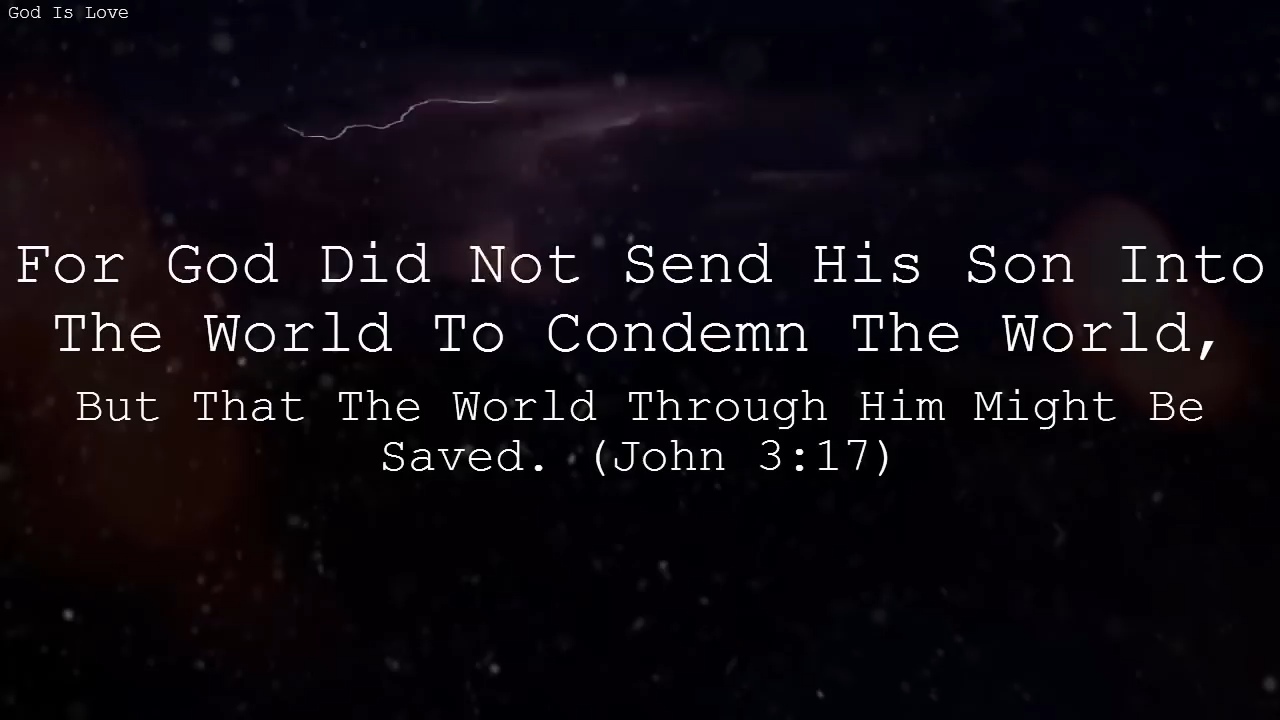 God Is Love
For God Did Not Send His Son Into
The World To Condemn The World,
But That The World Through Him Might Be
Saved. (John 3:17)